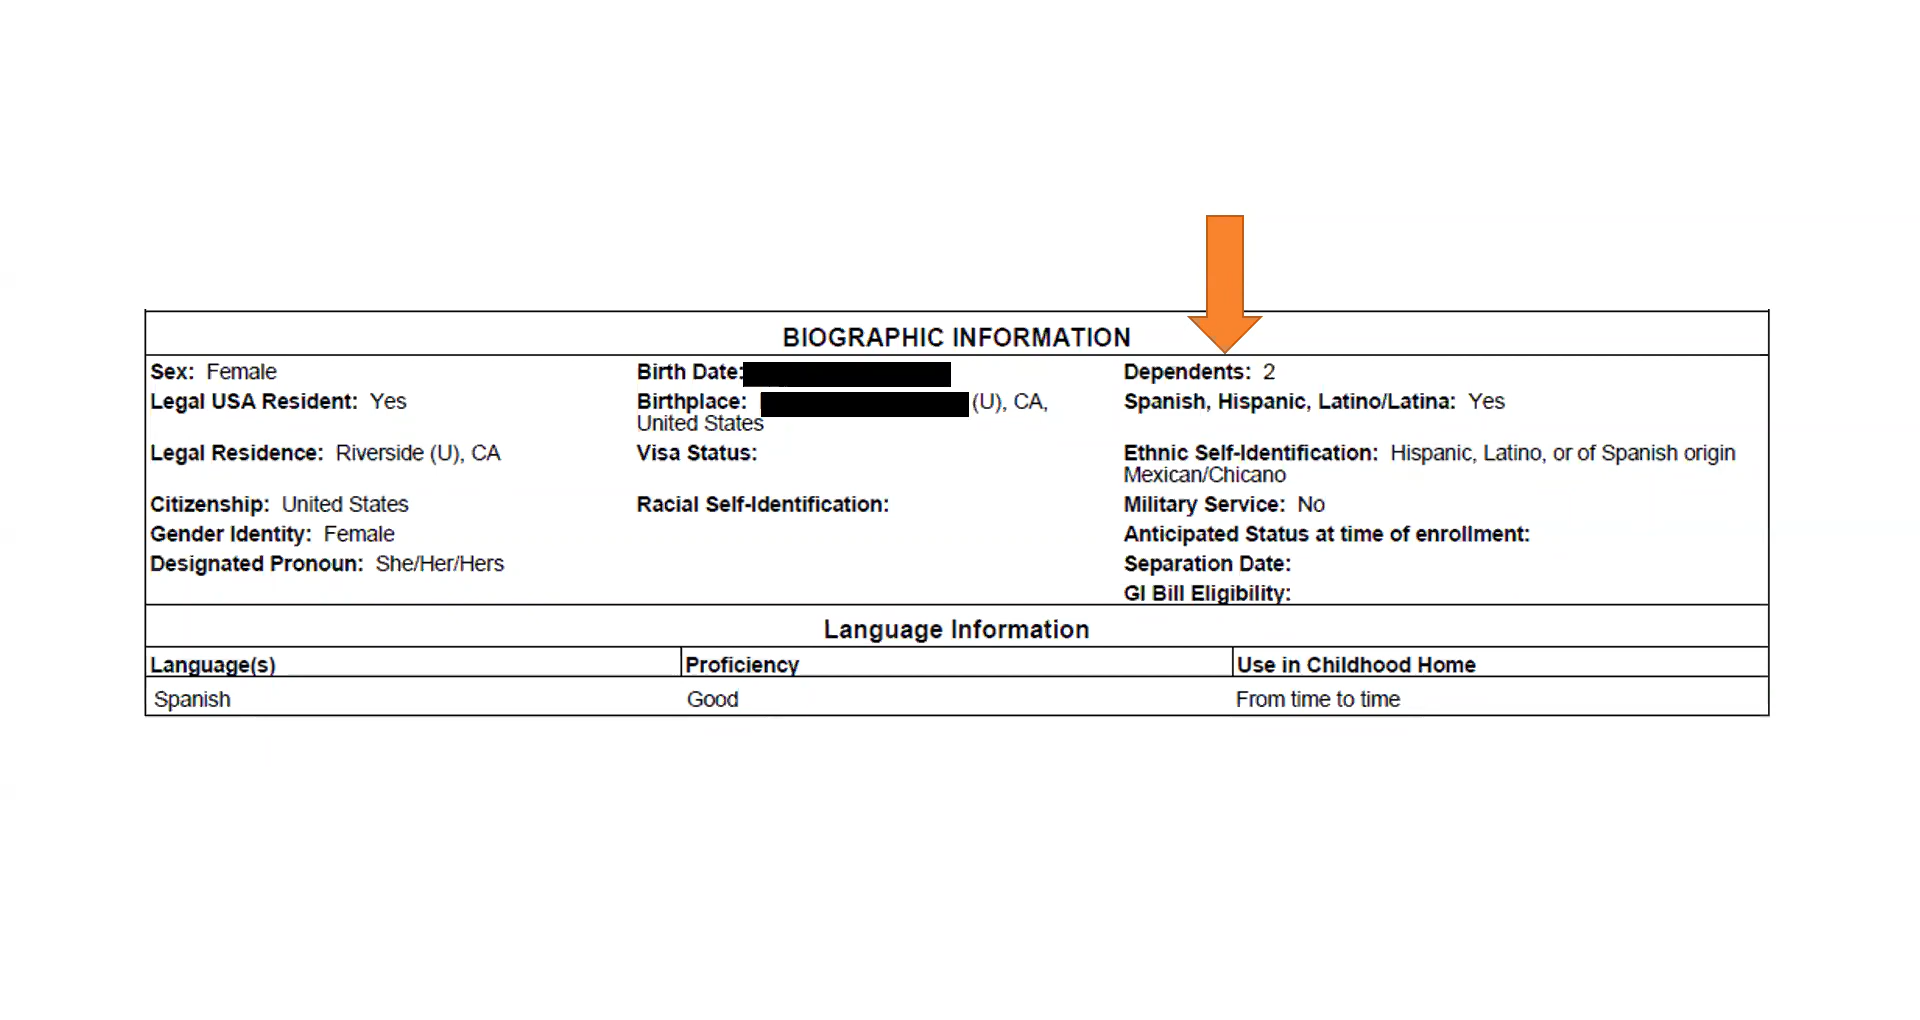 BIOGRAPHIC INFORMATION
Sex: Female
Birth Date:
Dependents: 2
Legal USA Resident: Yes
Birthplace: (U), CA,
United States
Spanish, Hispanic, Latino/Latina: Yes
Legal Residence: Riverside (U), CA
Visa Status:
Ethnic Self-Identification: Hispanic, Latino, or of Spanish origin
Mexican/Chicano
Citizenship: United States
Racial Self-Identification:
Military Service: No
Gender Identity: Female
Anticipated Status at time of enrollment:
Designated Pronoun: She/Her/Hers
Separation Date:
GI Bill Eligibility:
Language Information
Language(s) Proficiency Use in Childhood Home
Spanish Good From time to time